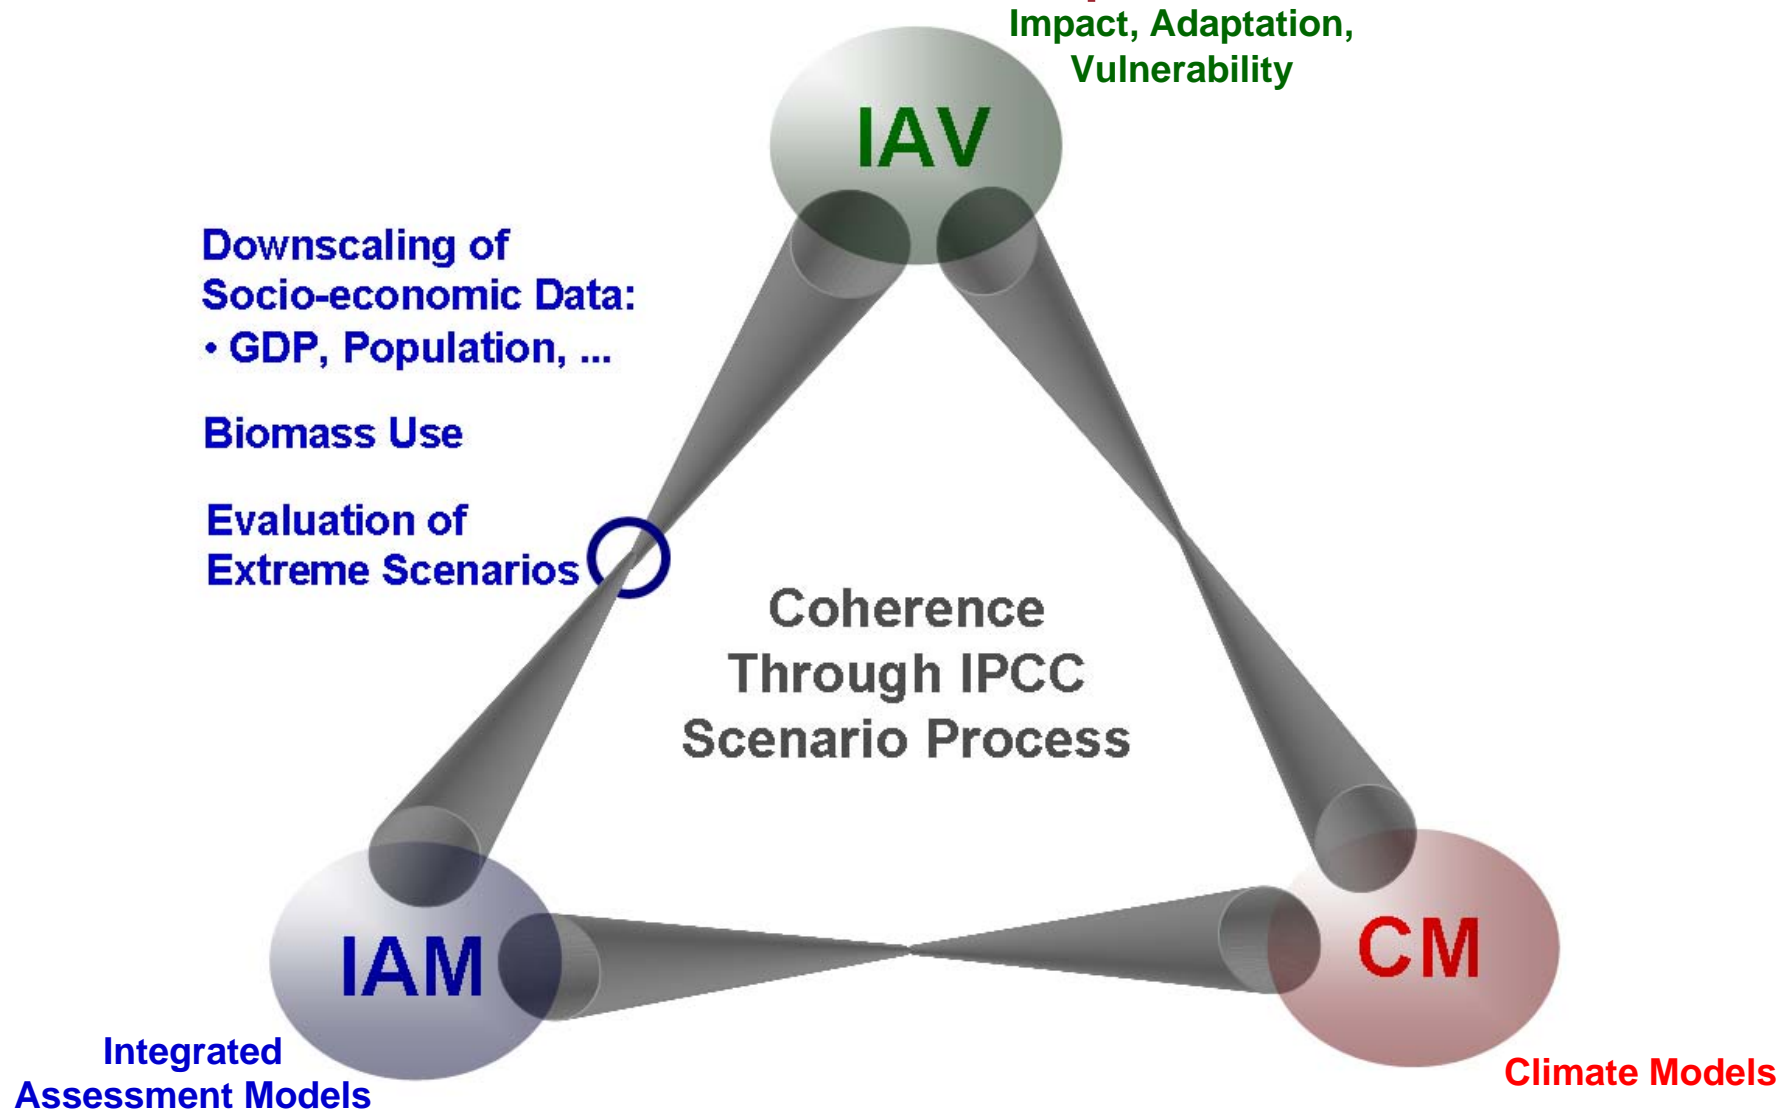 Impact, Adaptation,
Vulnerability
IAV
Downscaling of
Socio-economic Data:
• GDP, Population, ...
Biomass Use
Evaluation of
Extreme Scenarios
Coherence
Through IPCC
Scenario Process
IAM
CM
Integrated
Assessment Models
Climate Models